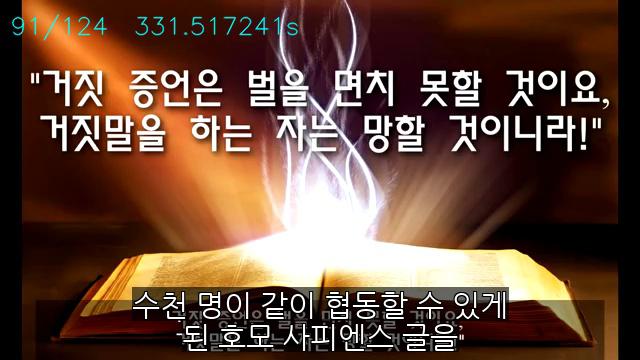 91/124 331.517241s
"거짓 증언은 벌을 면치 못할 것이요,
거짓말을 하는 자는 망할 것이니라!"
수천 명이 같이 협동할 수 있게
된 호모 사피엔스 글을